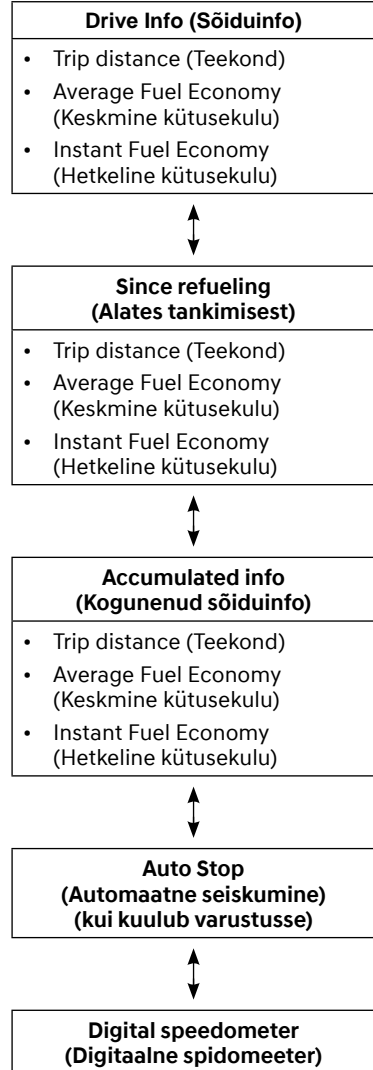 Drive Info (Sõiduinfo)
• Trip distance (Teekond)
• Average Fuel Economy
(Keskmine kütusekulu)
• Instant Fuel Economy
(Hetkeline kütusekulu)
Since refueling
(Alates tankimisest)
• Trip distance (Teekond)
• Average Fuel Economy
(Keskmine kütusekulu)
• Instant Fuel Economy
(Hetkeline kütusekulu)
Accumulated info
(Kogunenud sõiduinfo)
• Trip distance (Teekond)
• Average Fuel Economy
(Keskmine kütusekulu)
• Instant Fuel Economy
(Hetkeline kütusekulu)
Auto Stop
(Automaatne seiskumine)
(kui kuulub varustusse)
Digital speedometer
(Digitaalne spidomeeter)